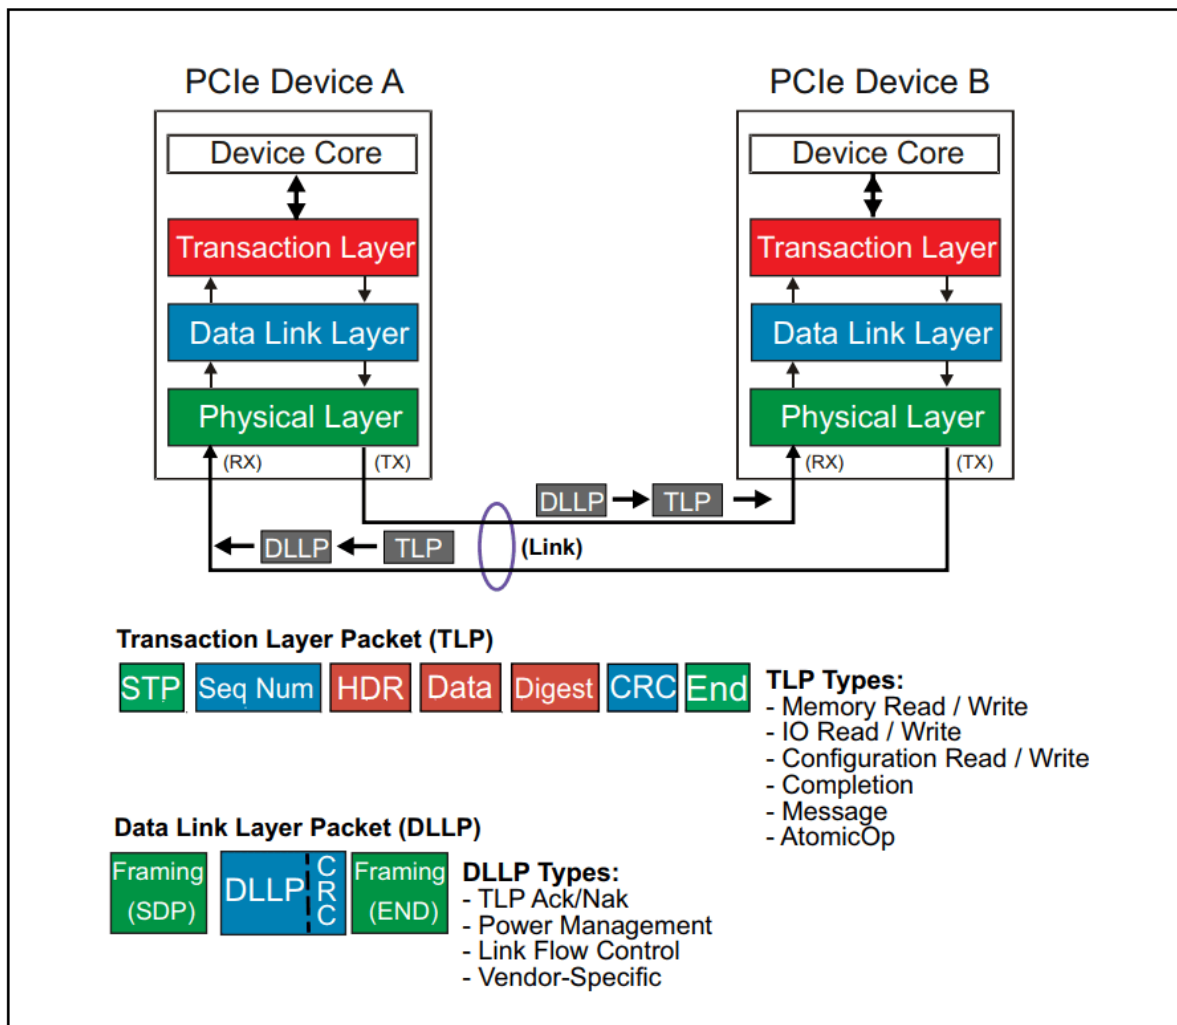 PCIe Device A
PCIe Device B
Device Core
Device Core
Transaction Layer
Transaction Layer
Data Link Layer
Data Link Layer
Physical Layer
Physical Layer
(RX)
(TX)
(RX)
(TX)
DLLP
TLP
DLLP
TLP
(Link)
Transaction Layer Packet (TLP)
STP
Seq Num
HDR
Data
Digest
CRC
End
TLP Types:
- Memory Read / Write
- IO Read / Write
- Configuration Read / Write
- Completion
- Message
- AtomicOp
Data Link Layer Packet (DLLP)
Framing
(SDP)
DLLP
C
R
C
Framing
(END)
DLLP Types:
- TLP Ack/Nak
- Power Management
- Link Flow Control
- Vendor-Specific